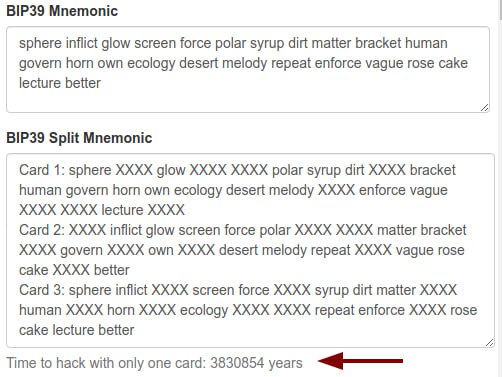 BIP39 Mnemonic
sphere inflict glow screen force polar syrup dirt matter bracket human
govern horn own ecology desert melody repeat enforce vague rose cake
lecture better
BIP39 Split Mnemonic
Card 1: sphere XXXX glow XXXX XXXX polar syrup dirt XXXX bracket
human govern horn own ecology desert melody XXXX enforce vague
XXXX XXXX lecture XXXX
Card 2: XXXX inflict glow screen force polar XXXX XXXX matter bracket
XXXX govern XXXX own XXXX desert melody repeat XXXX vague rose
cake XXXX better
Card 3: sphere inflict XXXX screen force XXXX syrup dirt matter XXXX
human XXXX horn XXXX ecology XXXX XXXX repeat enforce XXXX rose
cake lecture better
Time to hack with only one card: 3830854 years